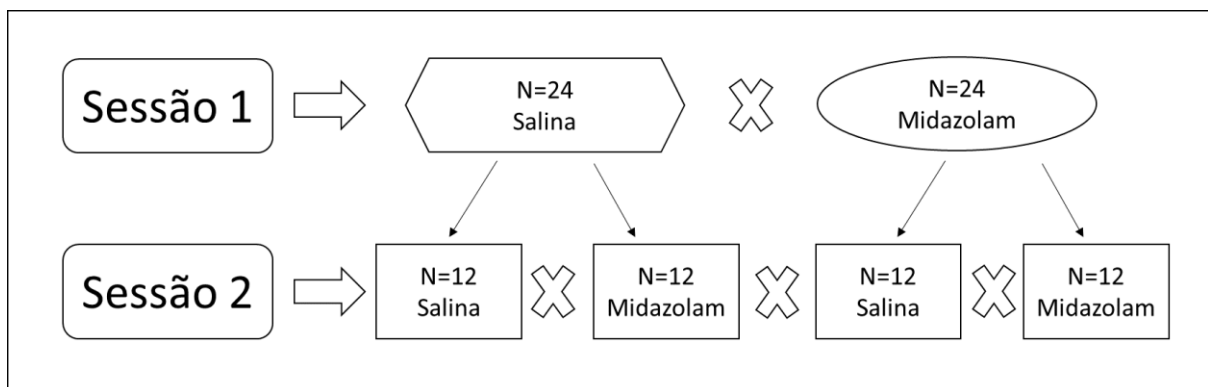 Sessão 1
N=24
Salina
N=24
Midazolam
Sessão 2
N=12
Salina
N=12
Midazolam
N=12
Salina
N=12
Midazolam